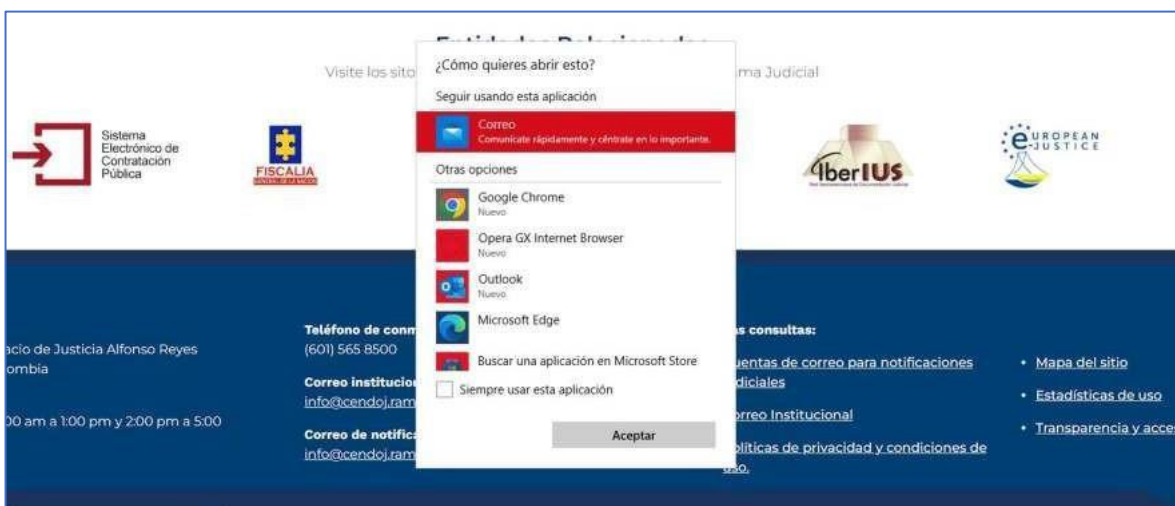 Visite los sito
ma Judicial
¿Cómo quieres abrir esto?
Seguir usando esta aplicación
Correo
Comunícate rápidamente y céntrate en lo importante.
Otras opciones
Google Chrome
Nuevo
Opera GX Internet Browser
Nuevo
Outlook
Nuevo
Microsoft Edge
Buscar una aplicación en Microsoft Store
Siempre usar esta aplicación
Aceptar
Sistema
Electrónico de
Contratación
Pública
FISCALIA
GENERAL DE LA NACION
IberIUS
EUROPEAN
JUSTICE
acio de Justicia Alfonso Reyes
ombia
00 am a 1:00 pm y 2:00 pm a 5:00
Teléfono de conm
(601) 565 8500
Correo institucio
info@cendoj.ram
Correo de notific
info@cendoj.ram
s consultas:
uentas de correo para notificaciones
diciales
orreo Institucional
olíticas de privacidad y condiciones de
uso.
• Mapa del sitio
• Estadísticas de uso
• Transparencia y acce